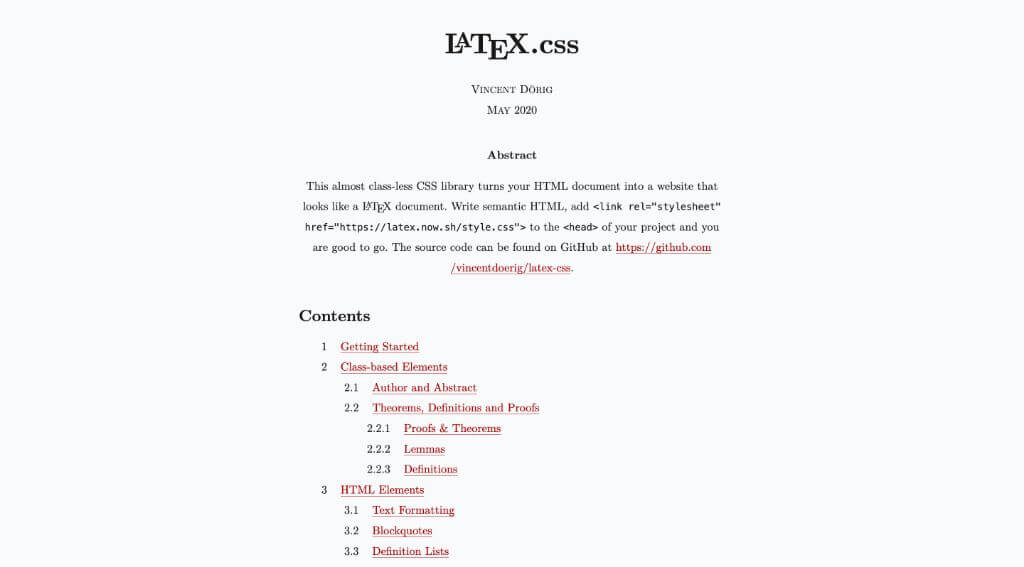 LATEX.css
Vincent Dörig
May 2020
Abstract
This almost class-less CSS library turns your HTML document into a website that
looks like a LATEX document. Write semantic HTML, add <link rel="stylesheet"
href="https://latex.now.sh/style.css"> to the <head> of your project and you
are good to go. The source code can be found on GitHub at https://github.com
/vincentdoerig/latex-css.
Contents
1 Getting Started
2 Class-based Elements
2.1 Author and Abstract
2.2 Theorems, Definitions and Proofs
2.2.1 Proofs & Theorems
2.2.2 Lemmas
2.2.3 Definitions
3 HTML Elements
3.1 Text Formatting
3.2 Blockquotes
3.3 Definition Lists